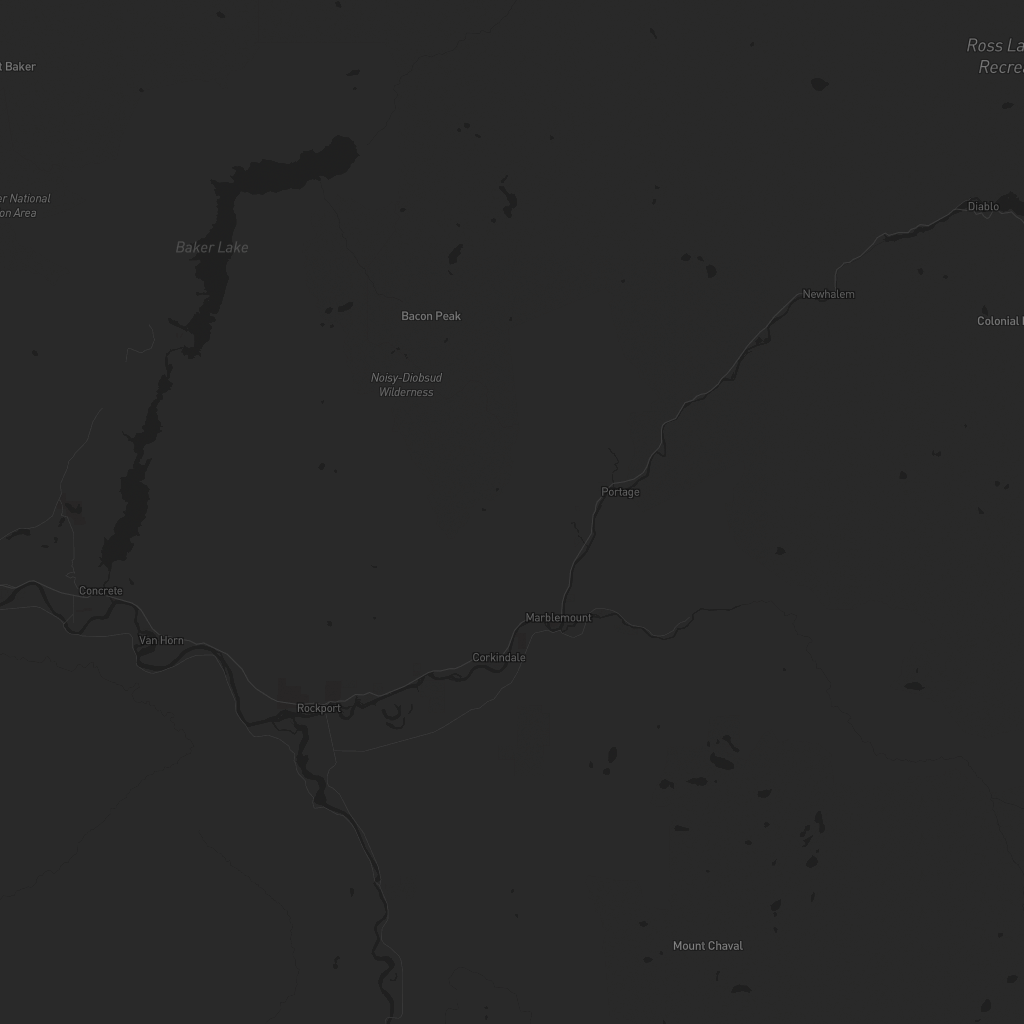 Ross La
Recrea
t Baker
er National
on Area
Diablo
Baker Lake
Newhalem
Bacon Peak
Colonial
Noisy-Diobsud
Wilderness
Portage
Concrete
Marblemount
Van Horn
Corkindale
Rockport
Mount Chaval